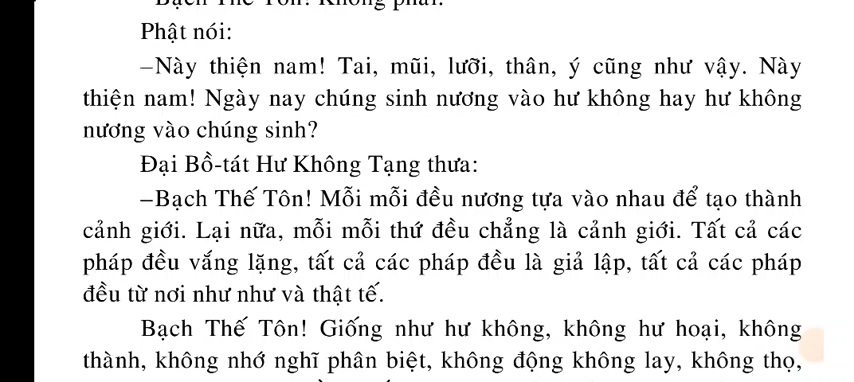 Bạch Thế Tôn! Không phải.
Phật nói:
–Này thiện nam! Tai, mũi, lưỡi, thân, ý cũng như vậy. Này
thiện nam! Ngày nay chúng sinh nương vào hư không hay hư không
nương vào chúng sinh?
Đại Bồ-tát Hư Không Tạng thưa:
–Bạch Thế Tôn! Mỗi mỗi đều nương tựa vào nhau để tạo thành
cảnh giới. Lại nữa, mỗi mỗi thứ đều chẳng là cảnh giới. Tất cả các
pháp đều vắng lặng, tất cả các pháp đều là giả lập, tất cả các pháp
đều từ nơi như như và thật tế.
Bạch Thế Tôn! Giống như hư không, không hư hoại, không
thành, không nhớ nghĩ phân biệt, không động không lay, không thọ,